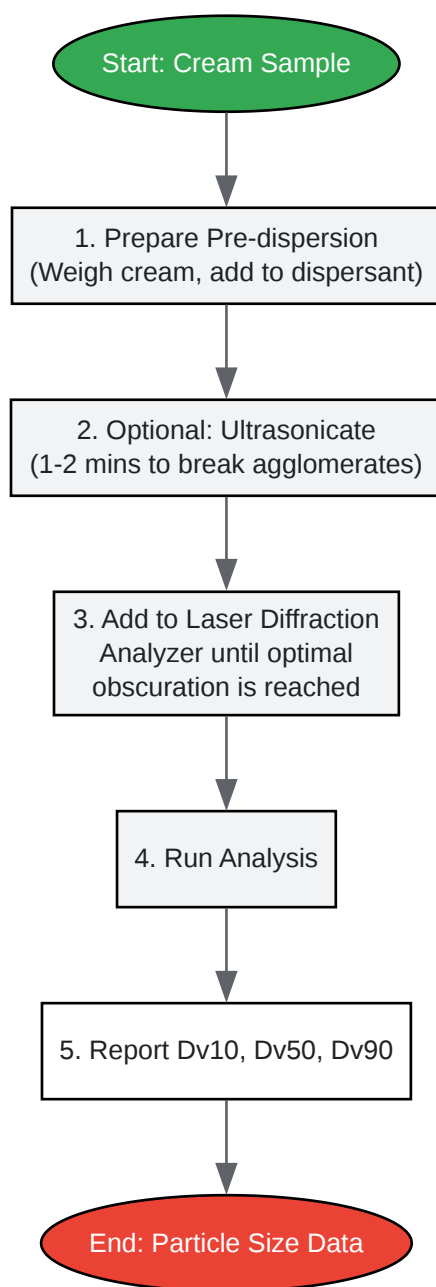 Start: Cream Sample
1. Prepare Pre-dispersion
(Weigh cream, add to dispersant)
2. Optional: Ultrasonicate
(1-2 mins to break agglomerates)
3. Add to Laser Diffraction
Analyzer until optimal
obscuration is reached
4. Run Analysis
5. Report Dv10, Dv50, Dv90
End: Particle Size Data